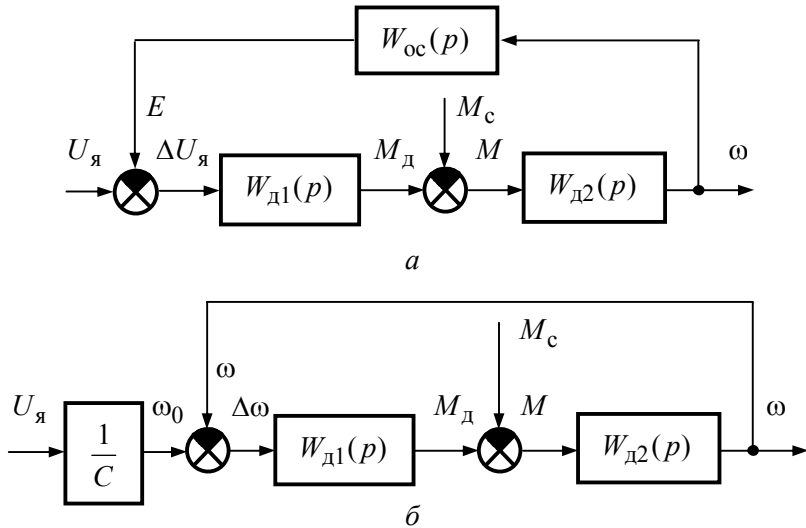 W_ос(p)
E
M_с
U_я ΔU_я W_д1(p) M_д M W_д2(p) ω
а
M_с
ω
U_я 1/C ω_0 Δω W_д1(p) M_д M W_д2(p) ω
б